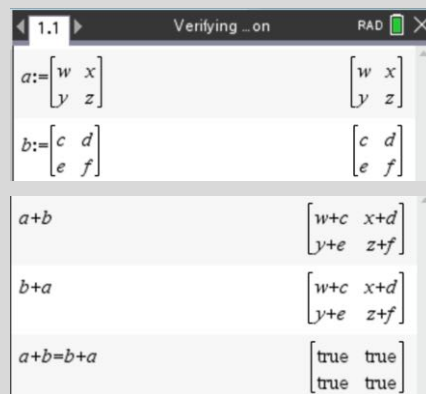 1.1 Verifying ...on RAD
a:=[w x
y z] [w x
y z]
b:=[c d
e f] [c d
e f]
a+b [w+c x+d
y+e z+f]
b+a [w+c x+d
y+e z+f]
a+b=b+a [true true
true true]